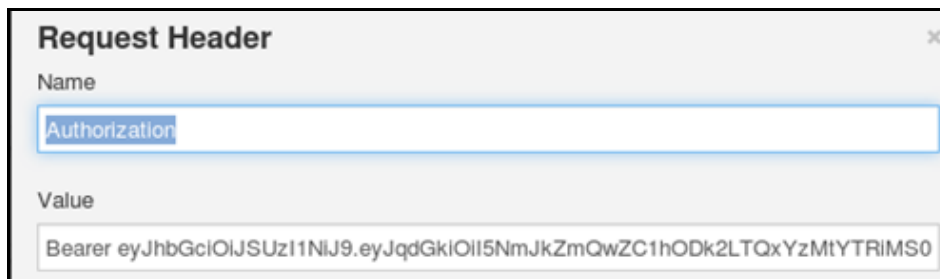 Request Header
×
Name
Authorization
Value
Bearer eyJhbGciOiJSUzI1NiJ9.eyJqdGkiOiI5NmJkZmQwZC1hODk2LTQxYzMtYTRiMS0